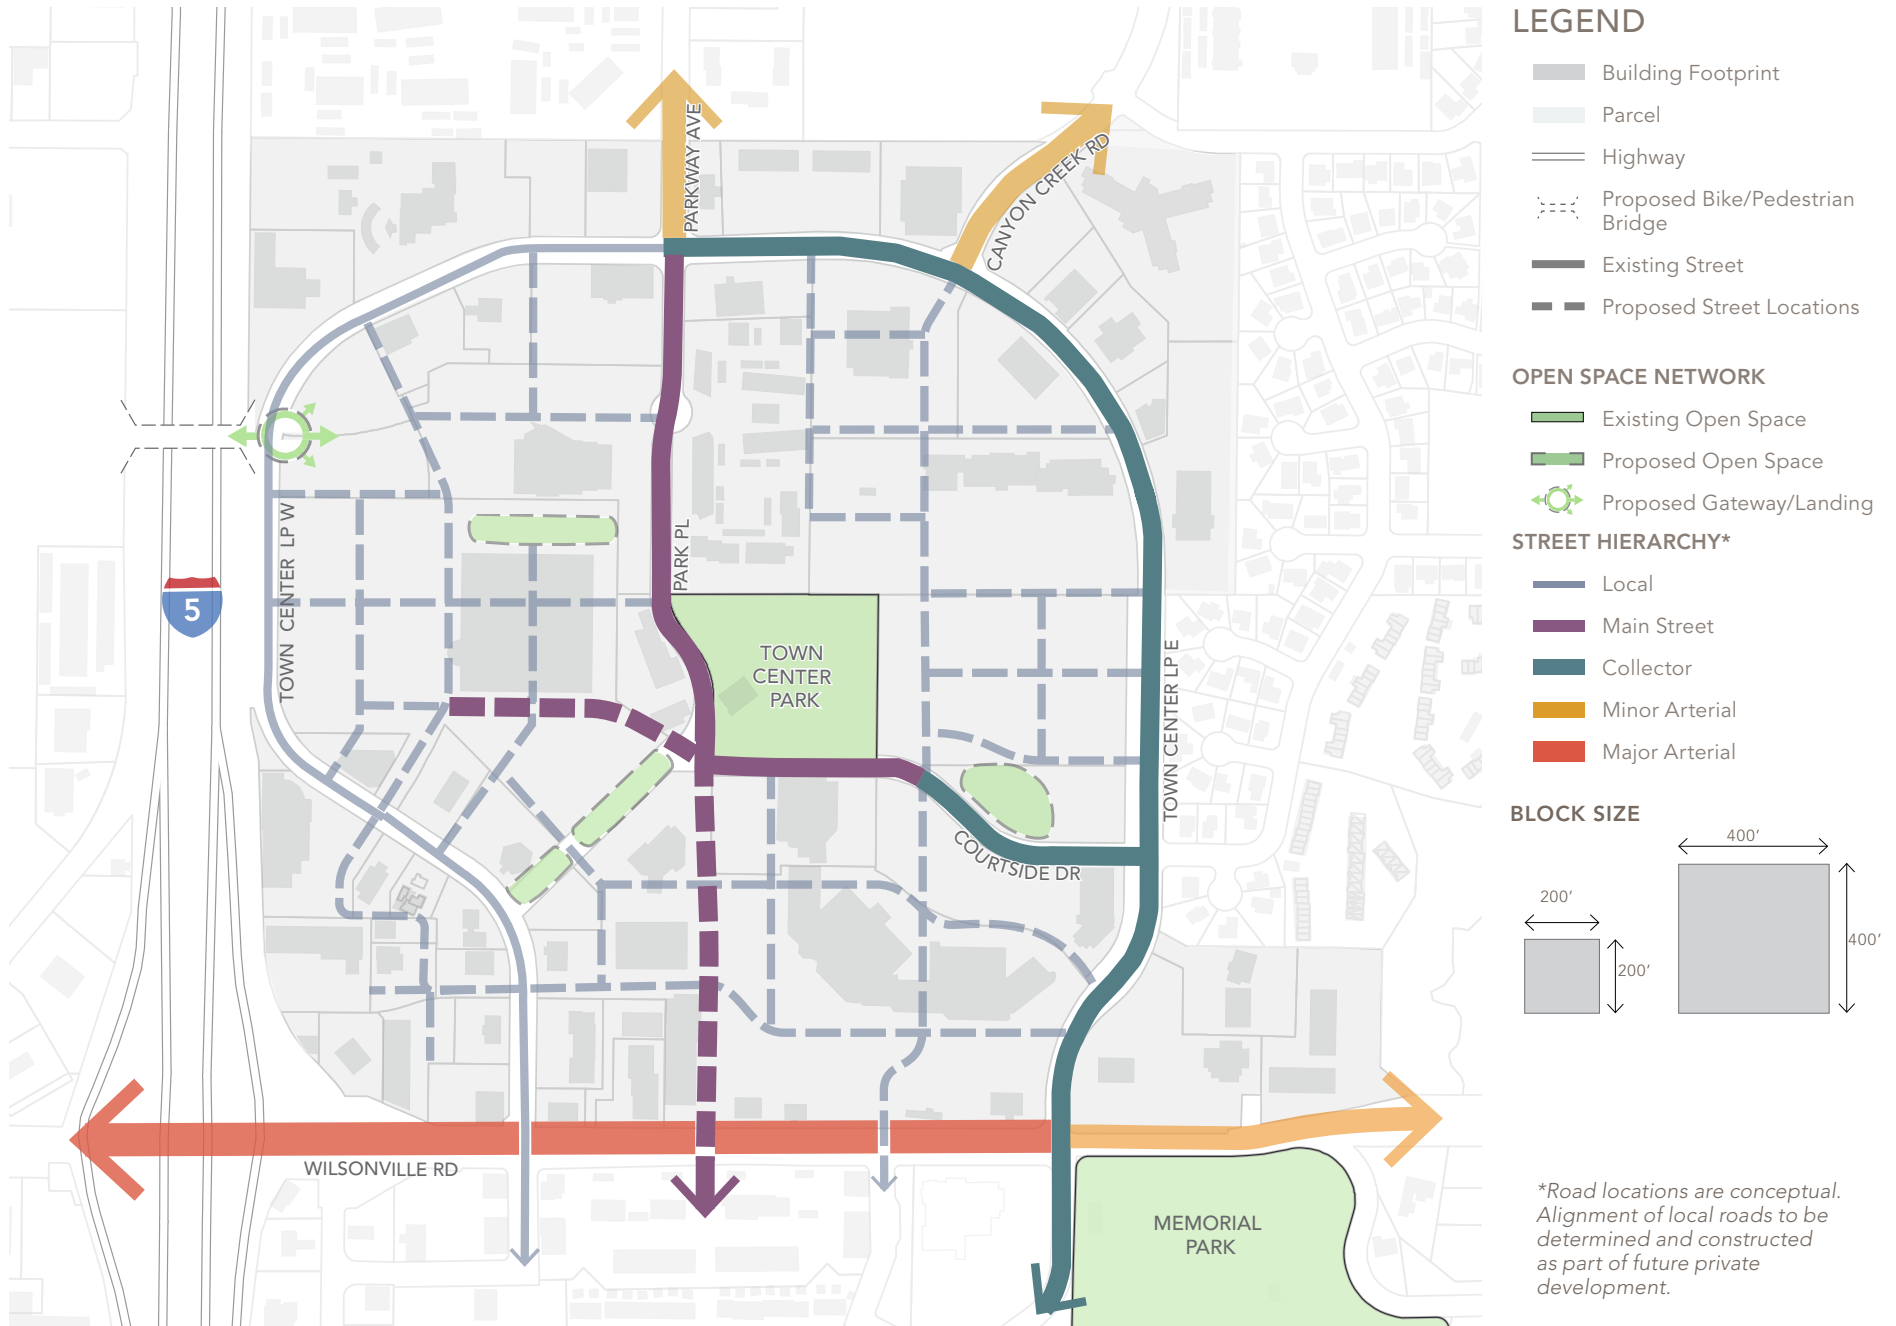 PARKWAY AVE
CANYON CREEK RD
TOWN CENTER LP W
5
PARK PL
TOWN
CENTER
PARK
TOWN CENTER LP E
COURTSIDE DR
WILSONVILLE RD
MEMORIAL
PARK
LEGEND
Building Footprint
Parcel
Highway
Proposed Bike/Pedestrian
Bridge
Existing Street
Proposed Street Locations
OPEN SPACE NETWORK
Existing Open Space
Proposed Open Space
Proposed Gateway/Landing
STREET HIERARCHY*
Local
Main Street
Collector
Minor Arterial
Major Arterial
BLOCK SIZE
400’
200’
400’
200’
*Road locations are conceptual.
Alignment of local roads to be
determined and constructed
as part of future private
development.